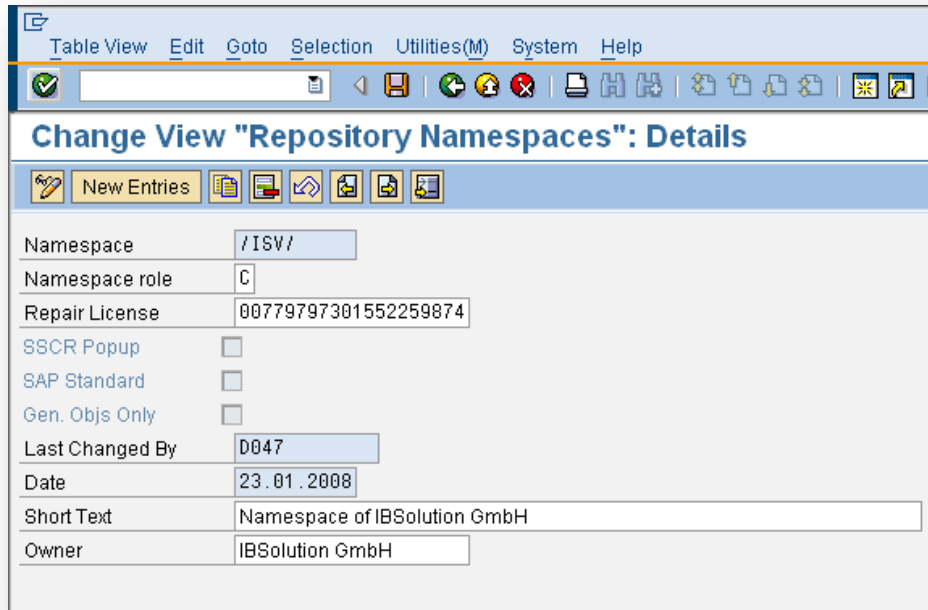 Table View Edit Goto Selection Utilities(M) System Help
Change View "Repository Namespaces": Details
New Entries
Namespace /ISV/
Namespace role C
Repair License 00779797301552259874
SSCR Popup
SAP Standard
Gen. Objs Only
Last Changed By D047
Date 23.01.2008
Short Text Namespace of IBSolution GmbH
Owner IBSolution GmbH